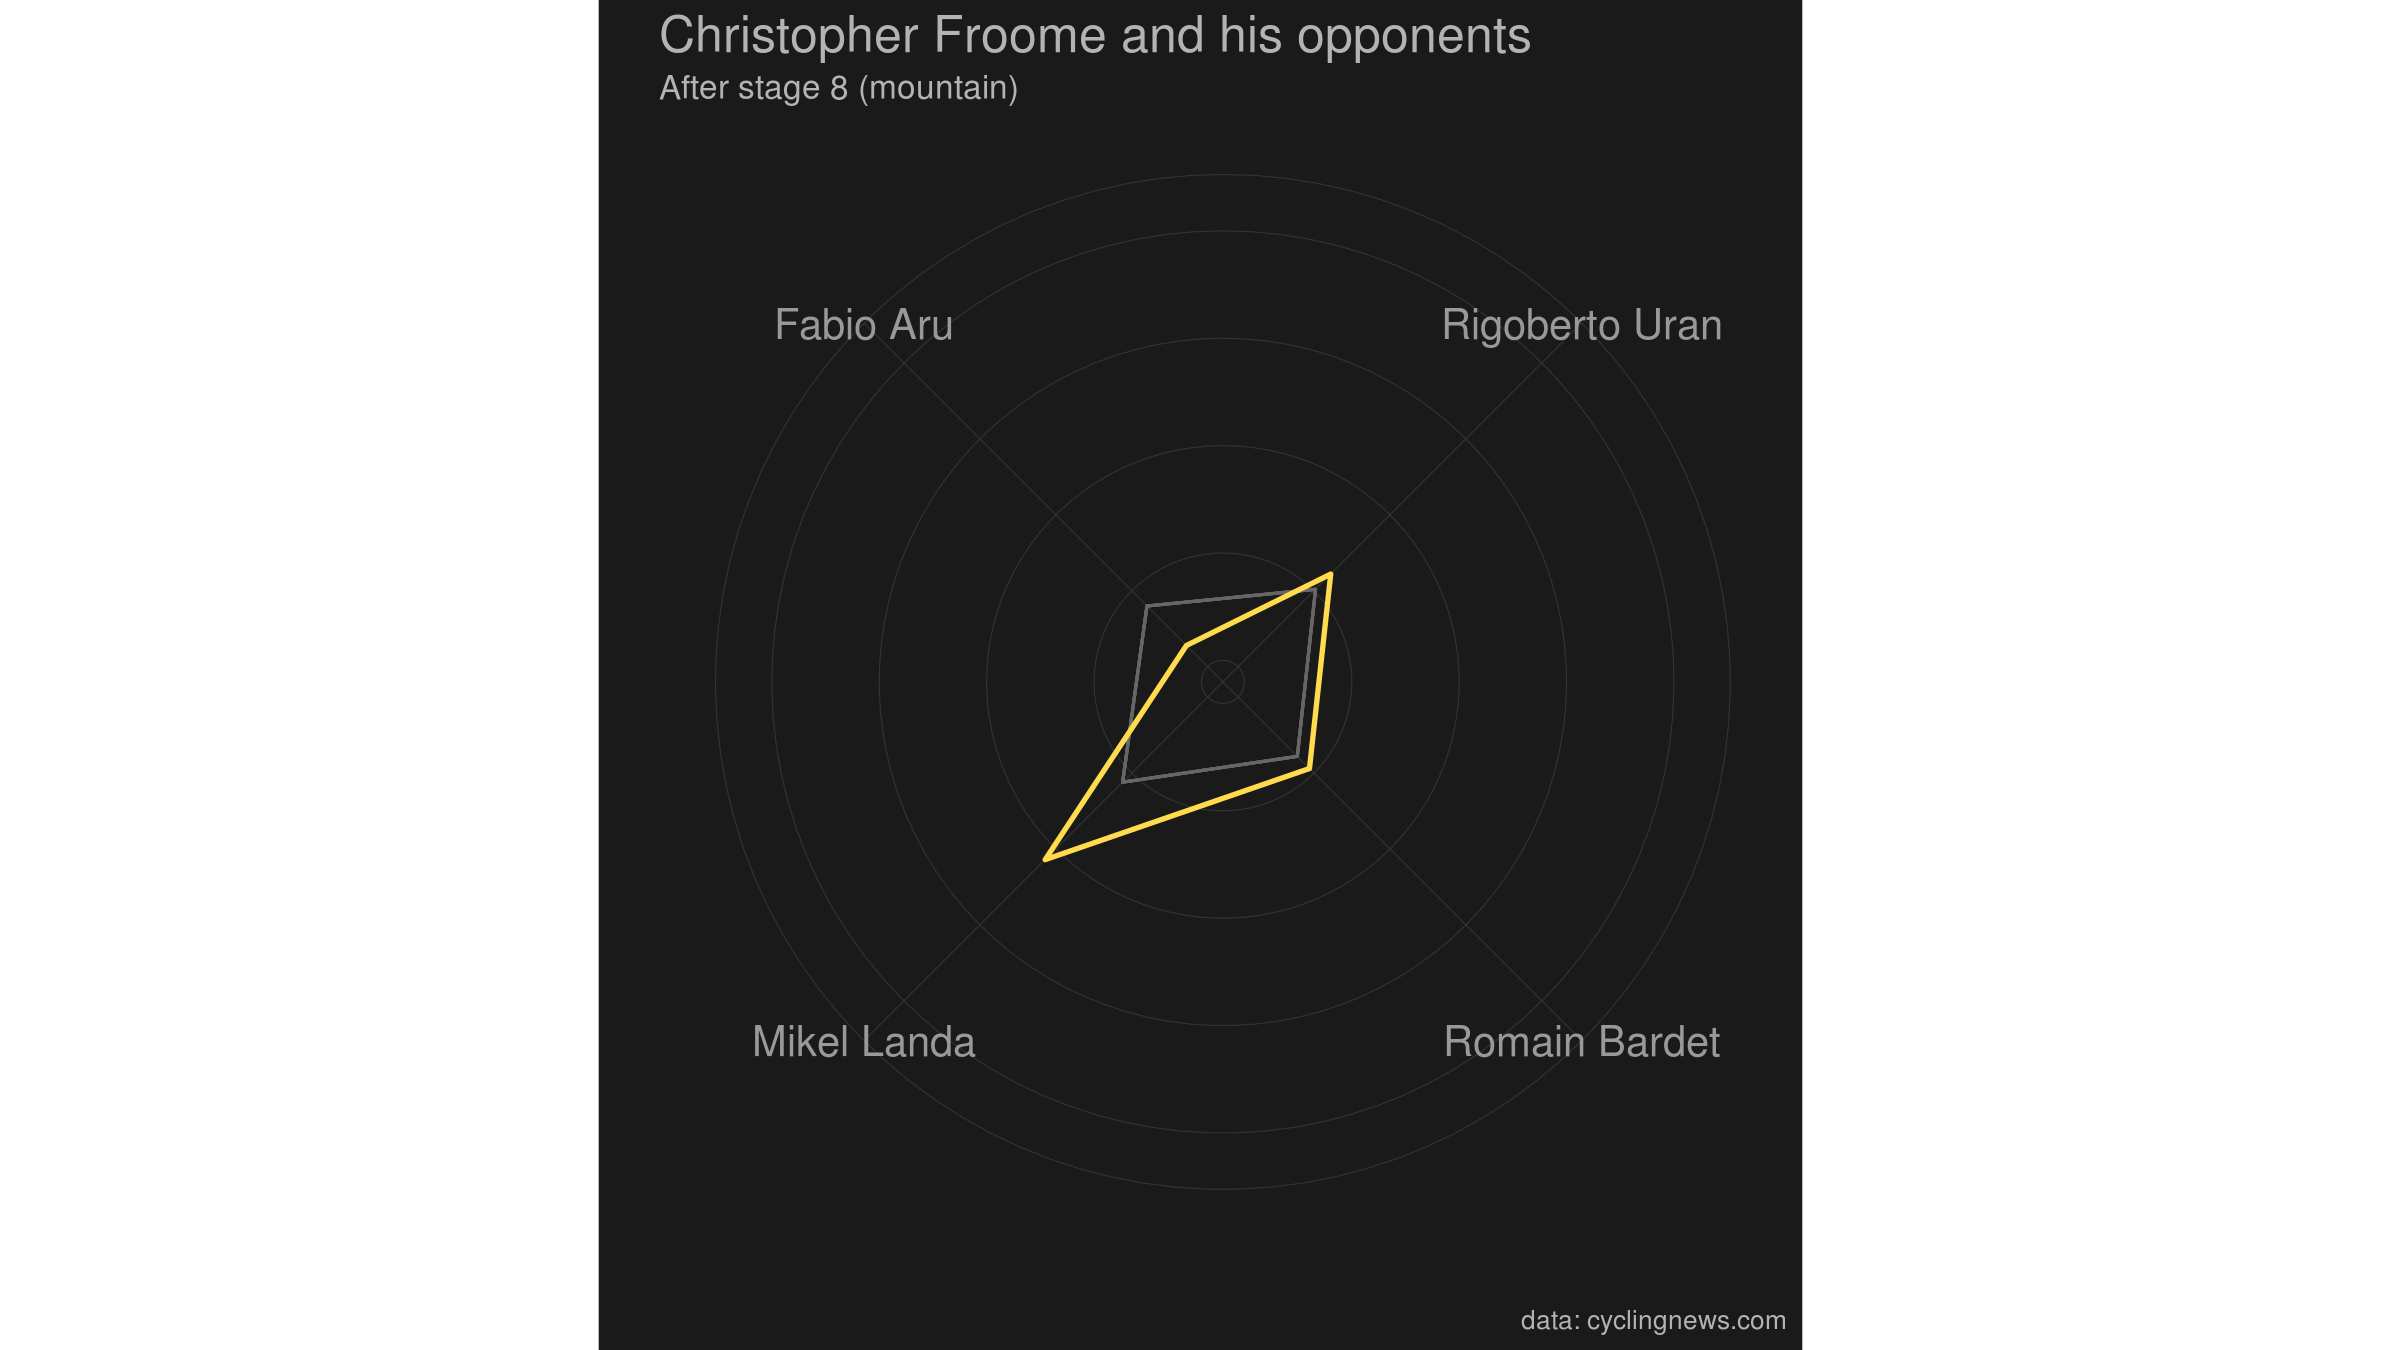 Christopher Froome and his opponents
After stage 8 (mountain)
Fabio Aru
Rigoberto Uran
Mikel Landa
Romain Bardet
data: cyclingnews.com